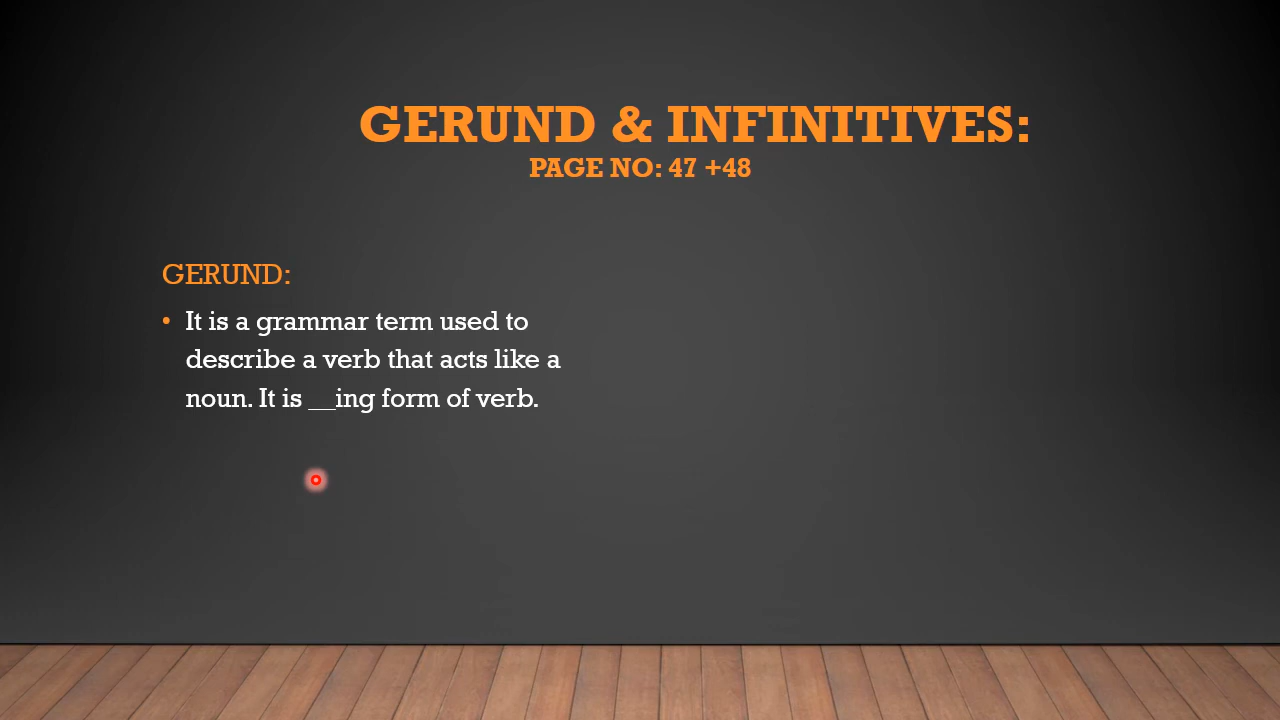 GERUND & INFINITIVES:
PAGE NO: 47 +48
GERUND:
• It is a grammar term used to
describe a verb that acts like a
noun. It is __ing form of verb.